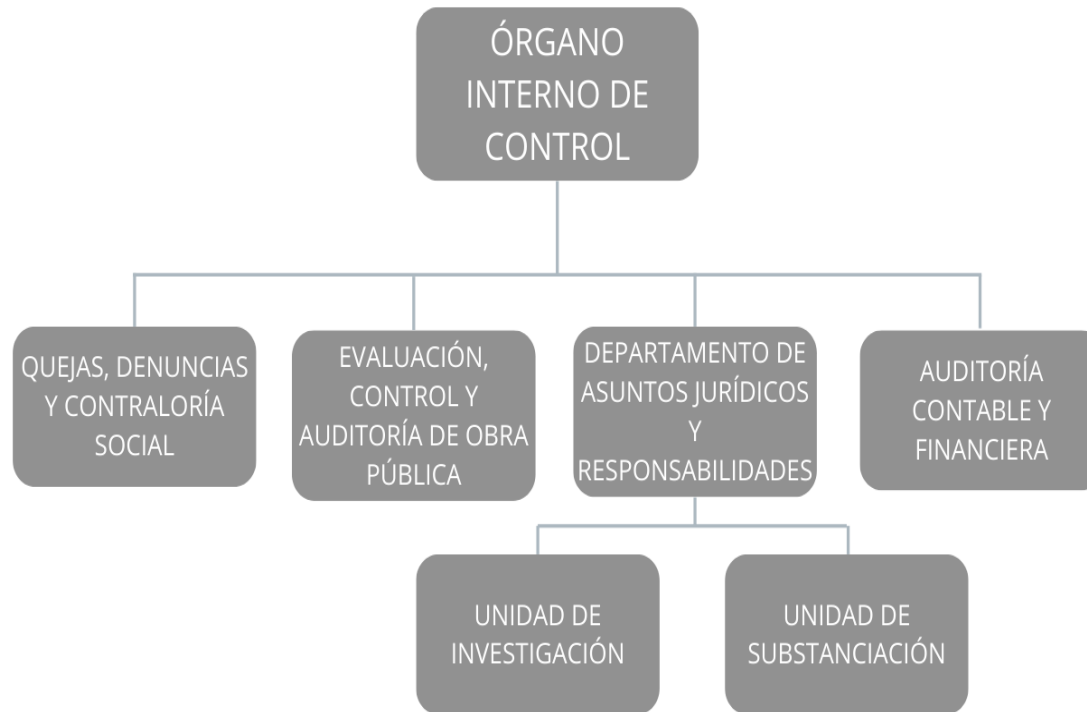 ÓRGANO
INTERNO DE
CONTROL
QUEJAS, DENUNCIAS
Y CONTRALORÍA
SOCIAL
EVALUACIÓN,
CONTROL Y
AUDITORÍA DE OBRA
PÚBLICA
DEPARTAMENTO DE
ASUNTOS JURÍDICOS
Y
RESPONSABILIDADES
AUDITORÍA
CONTABLE Y
FINANCIERA
UNIDAD DE
INVESTIGACIÓN
UNIDAD DE
SUBSTANCIACIÓN